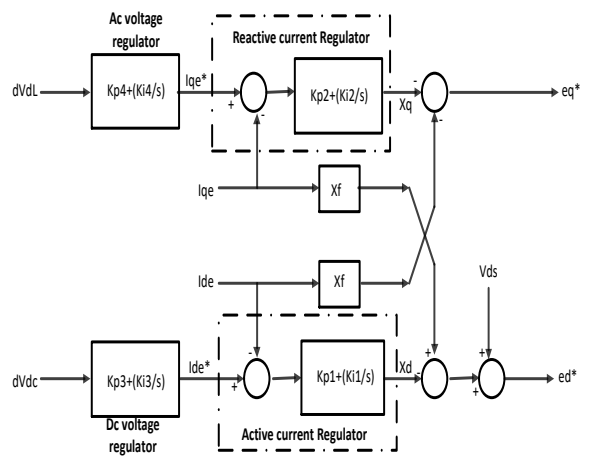 Ac voltage
regulator
Reactive current Regulator
dVdL
Kp4+(Ki4/s)
Iqe*
+
-
Kp2+(Ki2/s)
Xq
-
-
eq*
Iqe
Xf
Ide
Xf
Vds
dVdc
Kp3+(Ki3/s)
Ide*
-
+
Kp1+(Ki1/s)
Xd
-
+
+
+
ed*
Dc voltage
regulator
Active current Regulator